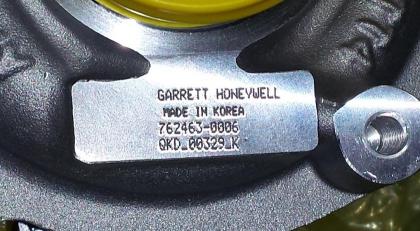 GARRETT HONEYWELL
MADE IN KOREA
762463-0006
QKD_00329_K